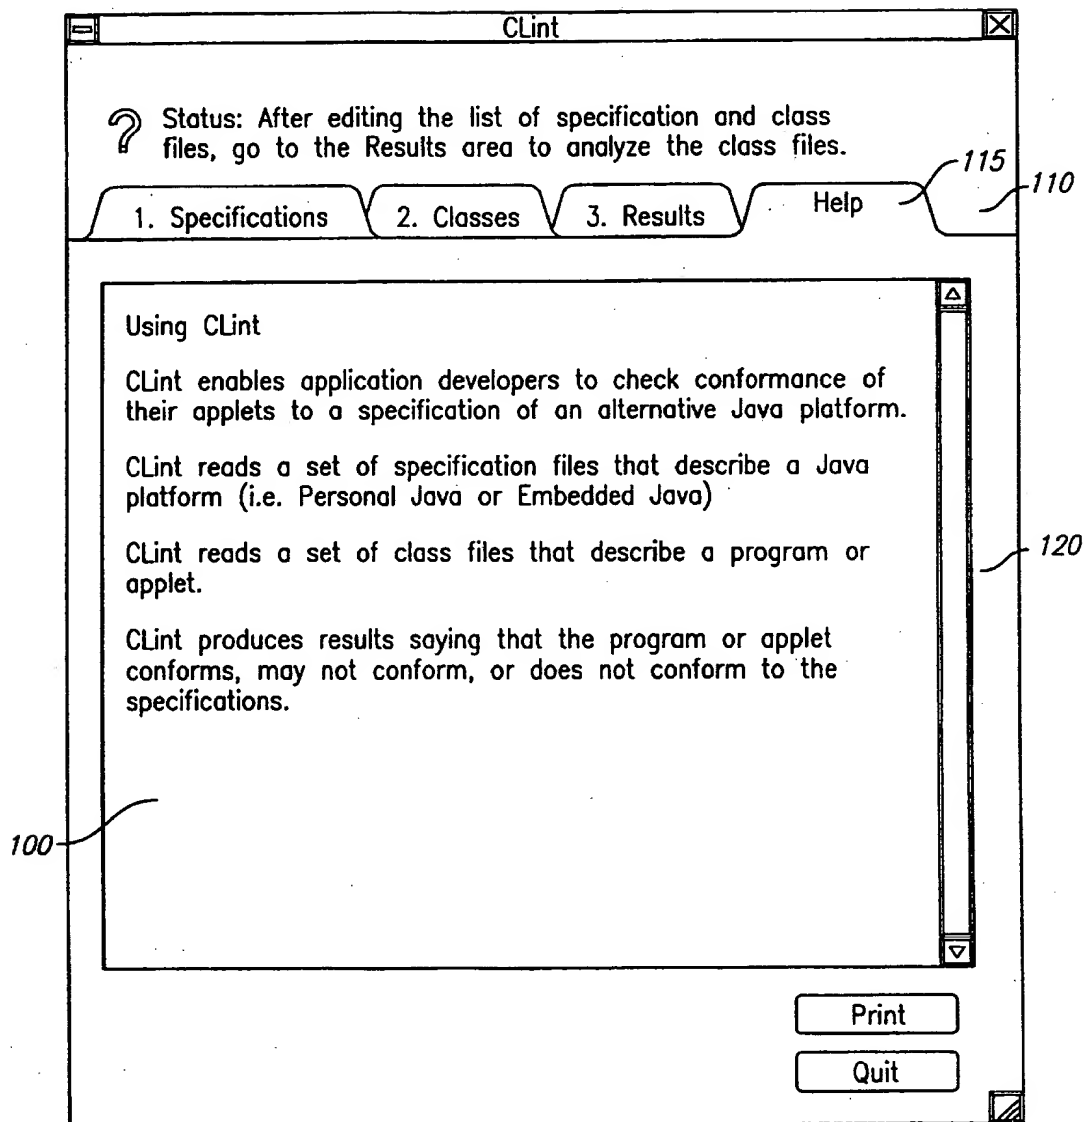 CLint
? Status: After editing the list of specification and class
files, go to the Results area to analyze the class files.
115
110
1. Specifications 2. Classes 3. Results Help
Using CLint
CLint enables application developers to check conformance of
their applets to a specification of an alternative Java platform.
CLint reads a set of specification files that describe a Java
platform (i.e. Personal Java or Embedded Java)
120
CLint reads a set of class files that describe a program or
applet.
CLint produces results saying that the program or applet
conforms, may not conform, or does not conform to the
specifications.
100
Print
Quit